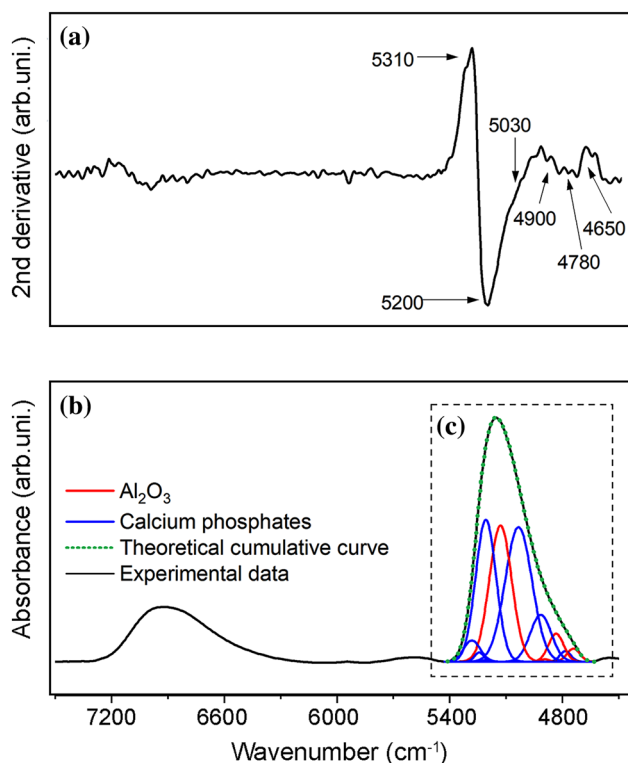 (a)
2nd derivative (arb.uni.)
5310
5030
4900
4780
4650
5200
(b)
(c)
Absorbance (arb.uni.)
Al₂O₃
Calcium phosphates
Theoretical cumulative curve
Experimental data
7200 6600 6000 5400 4800
Wavenumber (cm⁻¹)